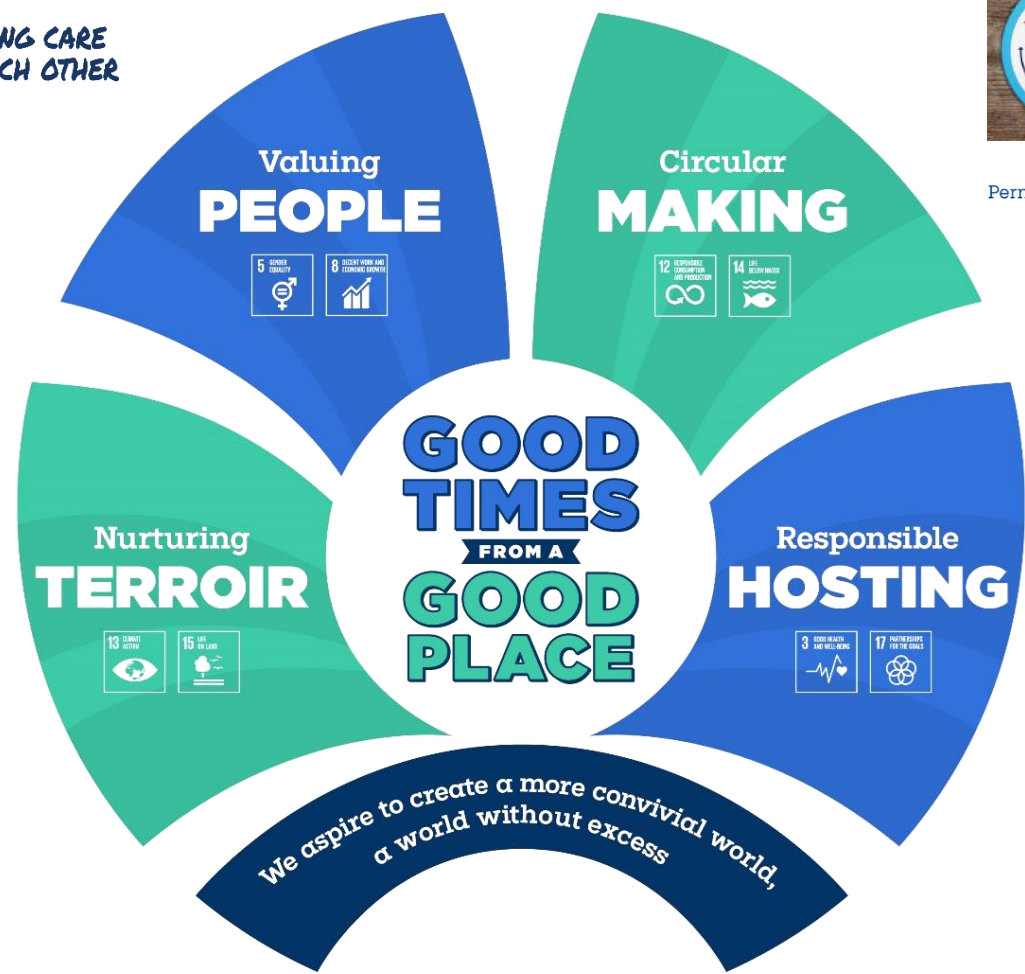 NG CARE
CH OTHER
Pern
Valuing
PEOPLE
5 GENDER
EQUALITY
8 DECENT WORK AND
ECONOMIC GROWTH
Circular
MAKING
12 RESPONSIBLE
CONSUMPTION
AND PRODUCTION
14 LIFE
BELOW WATER
Nurturing
TERROIR
13 CLIMATE
ACTION
15 LIFE
ON LAND
GOOD
TIMES
FROM A
GOOD
PLACE
Responsible
HOSTING
3 GOOD HEALTH
AND WELL-BEING
17 PARTNERSHIPS
FOR THE GOALS
We aspire to create a more convivial world,
a world without excess